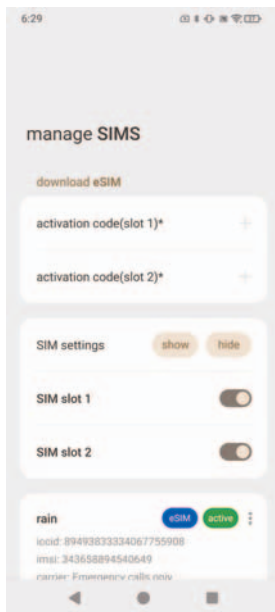 6:29
manage SIMS
download eSIM
activation code(slot 1)*
activation code(slot 2)*
SIM settings show hide
SIM slot 1
SIM slot 2
rain eSIM active
iccid: 89493833334067755908
imsi: 343658894540649
carrier: Emergency calls only